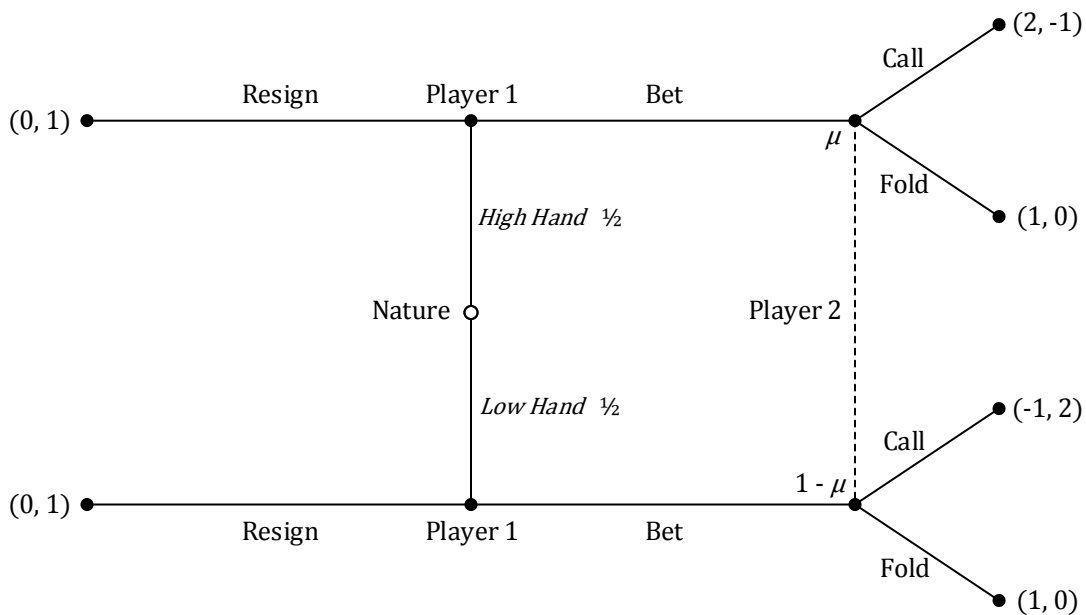 (2, -1)
Call
Resign Player 1 Bet
(0, 1)
μ
Fold
High Hand ½
(1, 0)
Nature
Player 2
Low Hand ½
(-1, 2)
Call
1 - μ
(0, 1)
Resign Player 1 Bet
Fold
(1, 0)